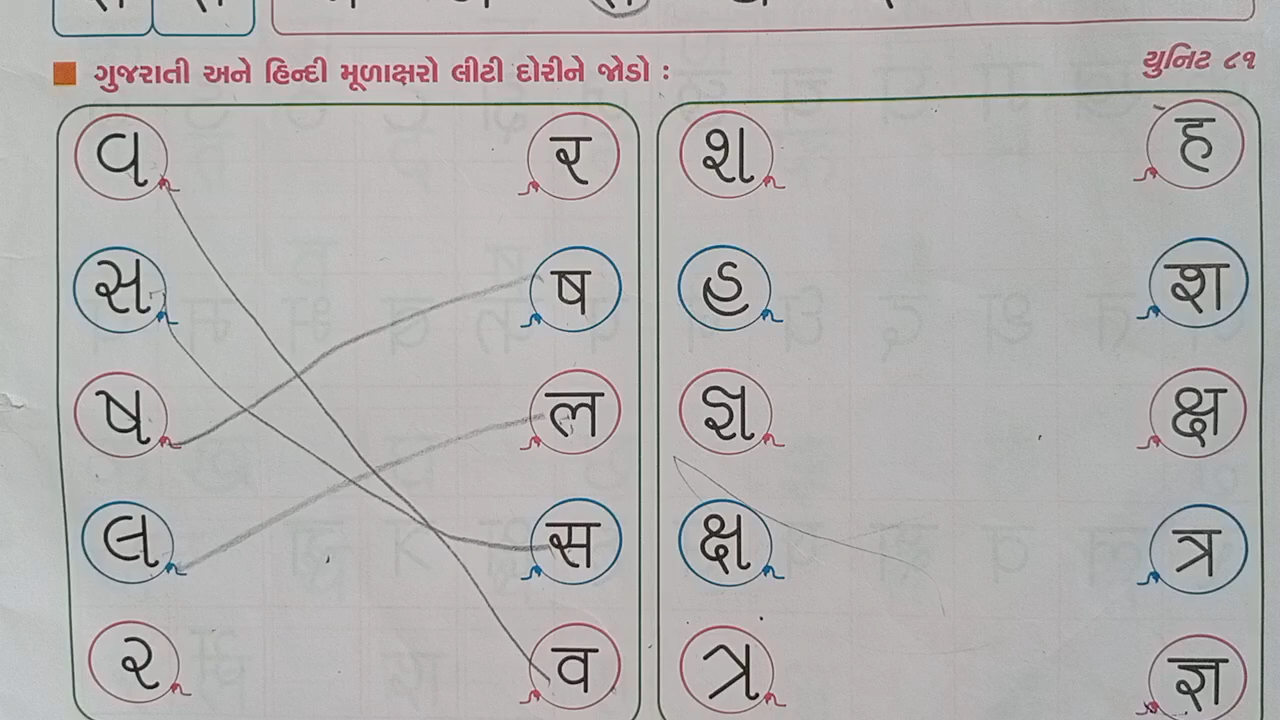 ગુજરાતી અને હિન્દી મૂળાક્ષરો લીટી દોરીને જોડો :
યુનિટ ૮૧
વ र શ ह
સ ष હ श
ષ ल જ્ઞ क्ष
લ स ક્ષ त्र
ર व ત્ર ज्ञ